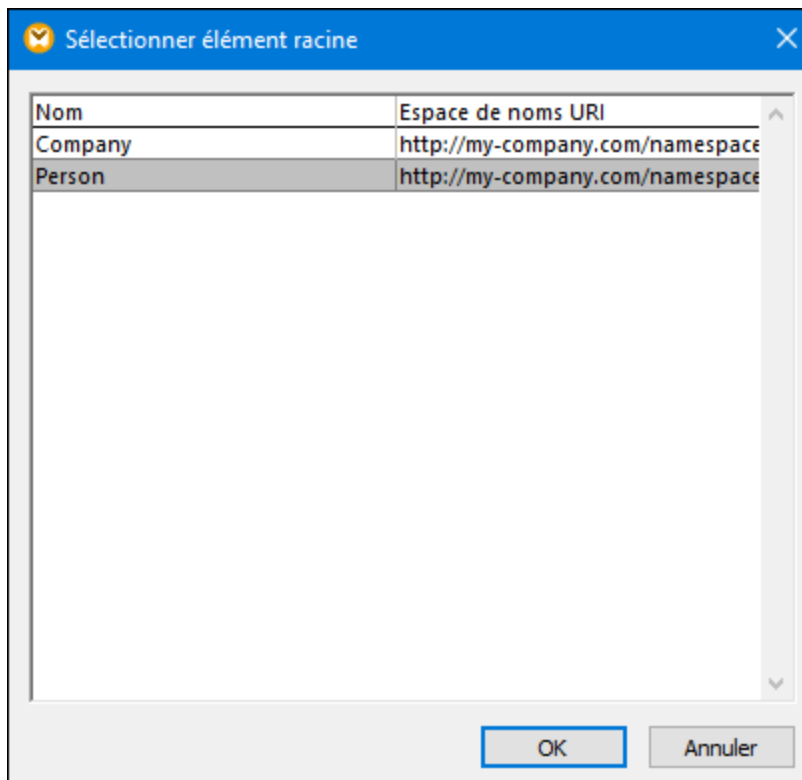 Sélectionner élément racine
Nom Espace de noms URI
Company http://my-company.com/namespace
Person http://my-company.com/namespace
OK Annuler